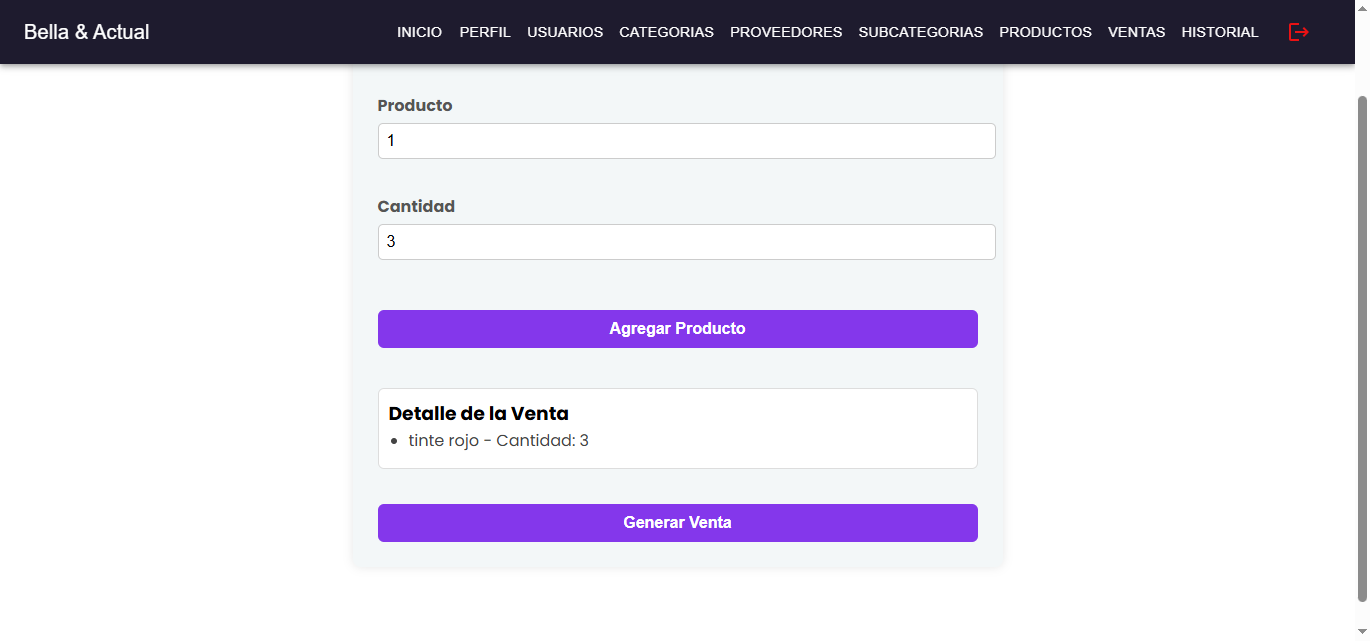 Bella & Actual INICIO PERFIL USUARIOS CATEGORIAS PROVEEDORES SUBCATEGORIAS PRODUCTOS VENTAS HISTORIAL
Producto
1
Cantidad
3
Agregar Producto
Detalle de la Venta
• tinte rojo - Cantidad: 3
Generar Venta